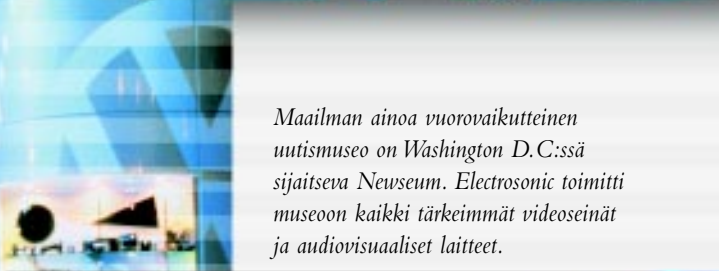 Maailman ainoa vuorovaikutteinen
uutismuseo on Washington D.C:ssä
sijaitseva Newseum. Electrosonic toimitti
museoon kaikki tärkeimmät videoseinät
ja audiovisuaaliset laitteet.